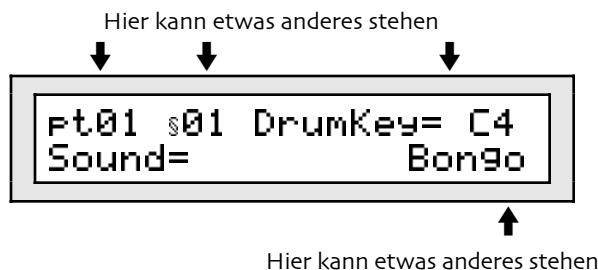 Hier kann etwas anderes stehen
pt01 §01 DrumKey= C4
Sound= Bongo
Hier kann etwas anderes stehen